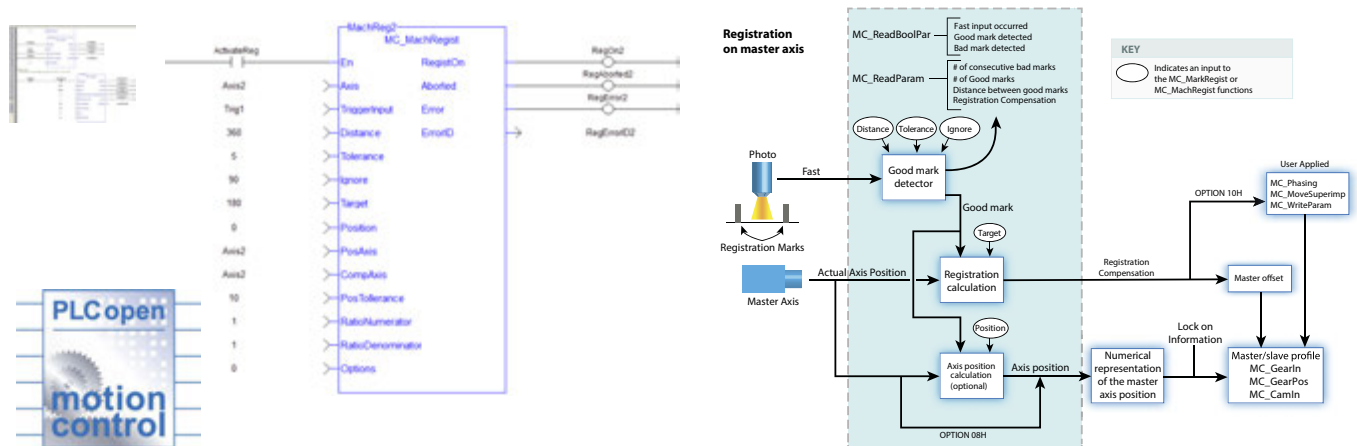 MachReg2
MC_MachRegist
ActivateReg
En
RegistOn
RegOn2
Axis2
Axis
Aborted
RegAborted2
Trig1
TriggerInput
Error
RegError2
360
Distance
ErrorID
RegErrorID2
5
Tolerance
90
Ignore
180
Target
0
Position
Axis2
PosAxis
Axis2
CompAxis
10
PosTollerance
1
RatioNumerator
1
RatioDenominator
0
Options
PLCopen
motion
control
Registration
on master axis
MC_ReadBoolPar
Fast input occurred
Good mark detected
Bad mark detected
MC_ReadParam
# of consecutive bad marks
# of Good marks
Distance between good marks
Registration Compensation
KEY
Indicates an input to
the MC_MarkRegist or
MC_MachRegist functions
Distance
Tolerance
Ignore
Photo
Fast
Good mark
detector
Registration Marks
Good mark
Target
User Applied
OPTION 10H
MC_Phasing
MC_MoveSuperimp
MC_WriteParam
Master Axis
Actual Axis Position
Registration
calculation
Registration
Compensation
Master offset
Position
Lock on
Information
Axis position
calculation
(optional)
Axis position
Numerical
representation
of the master
axis position
Master/slave profile
MC_GearIn
MC_GearPos
MC_CamIn
OPTION 08H